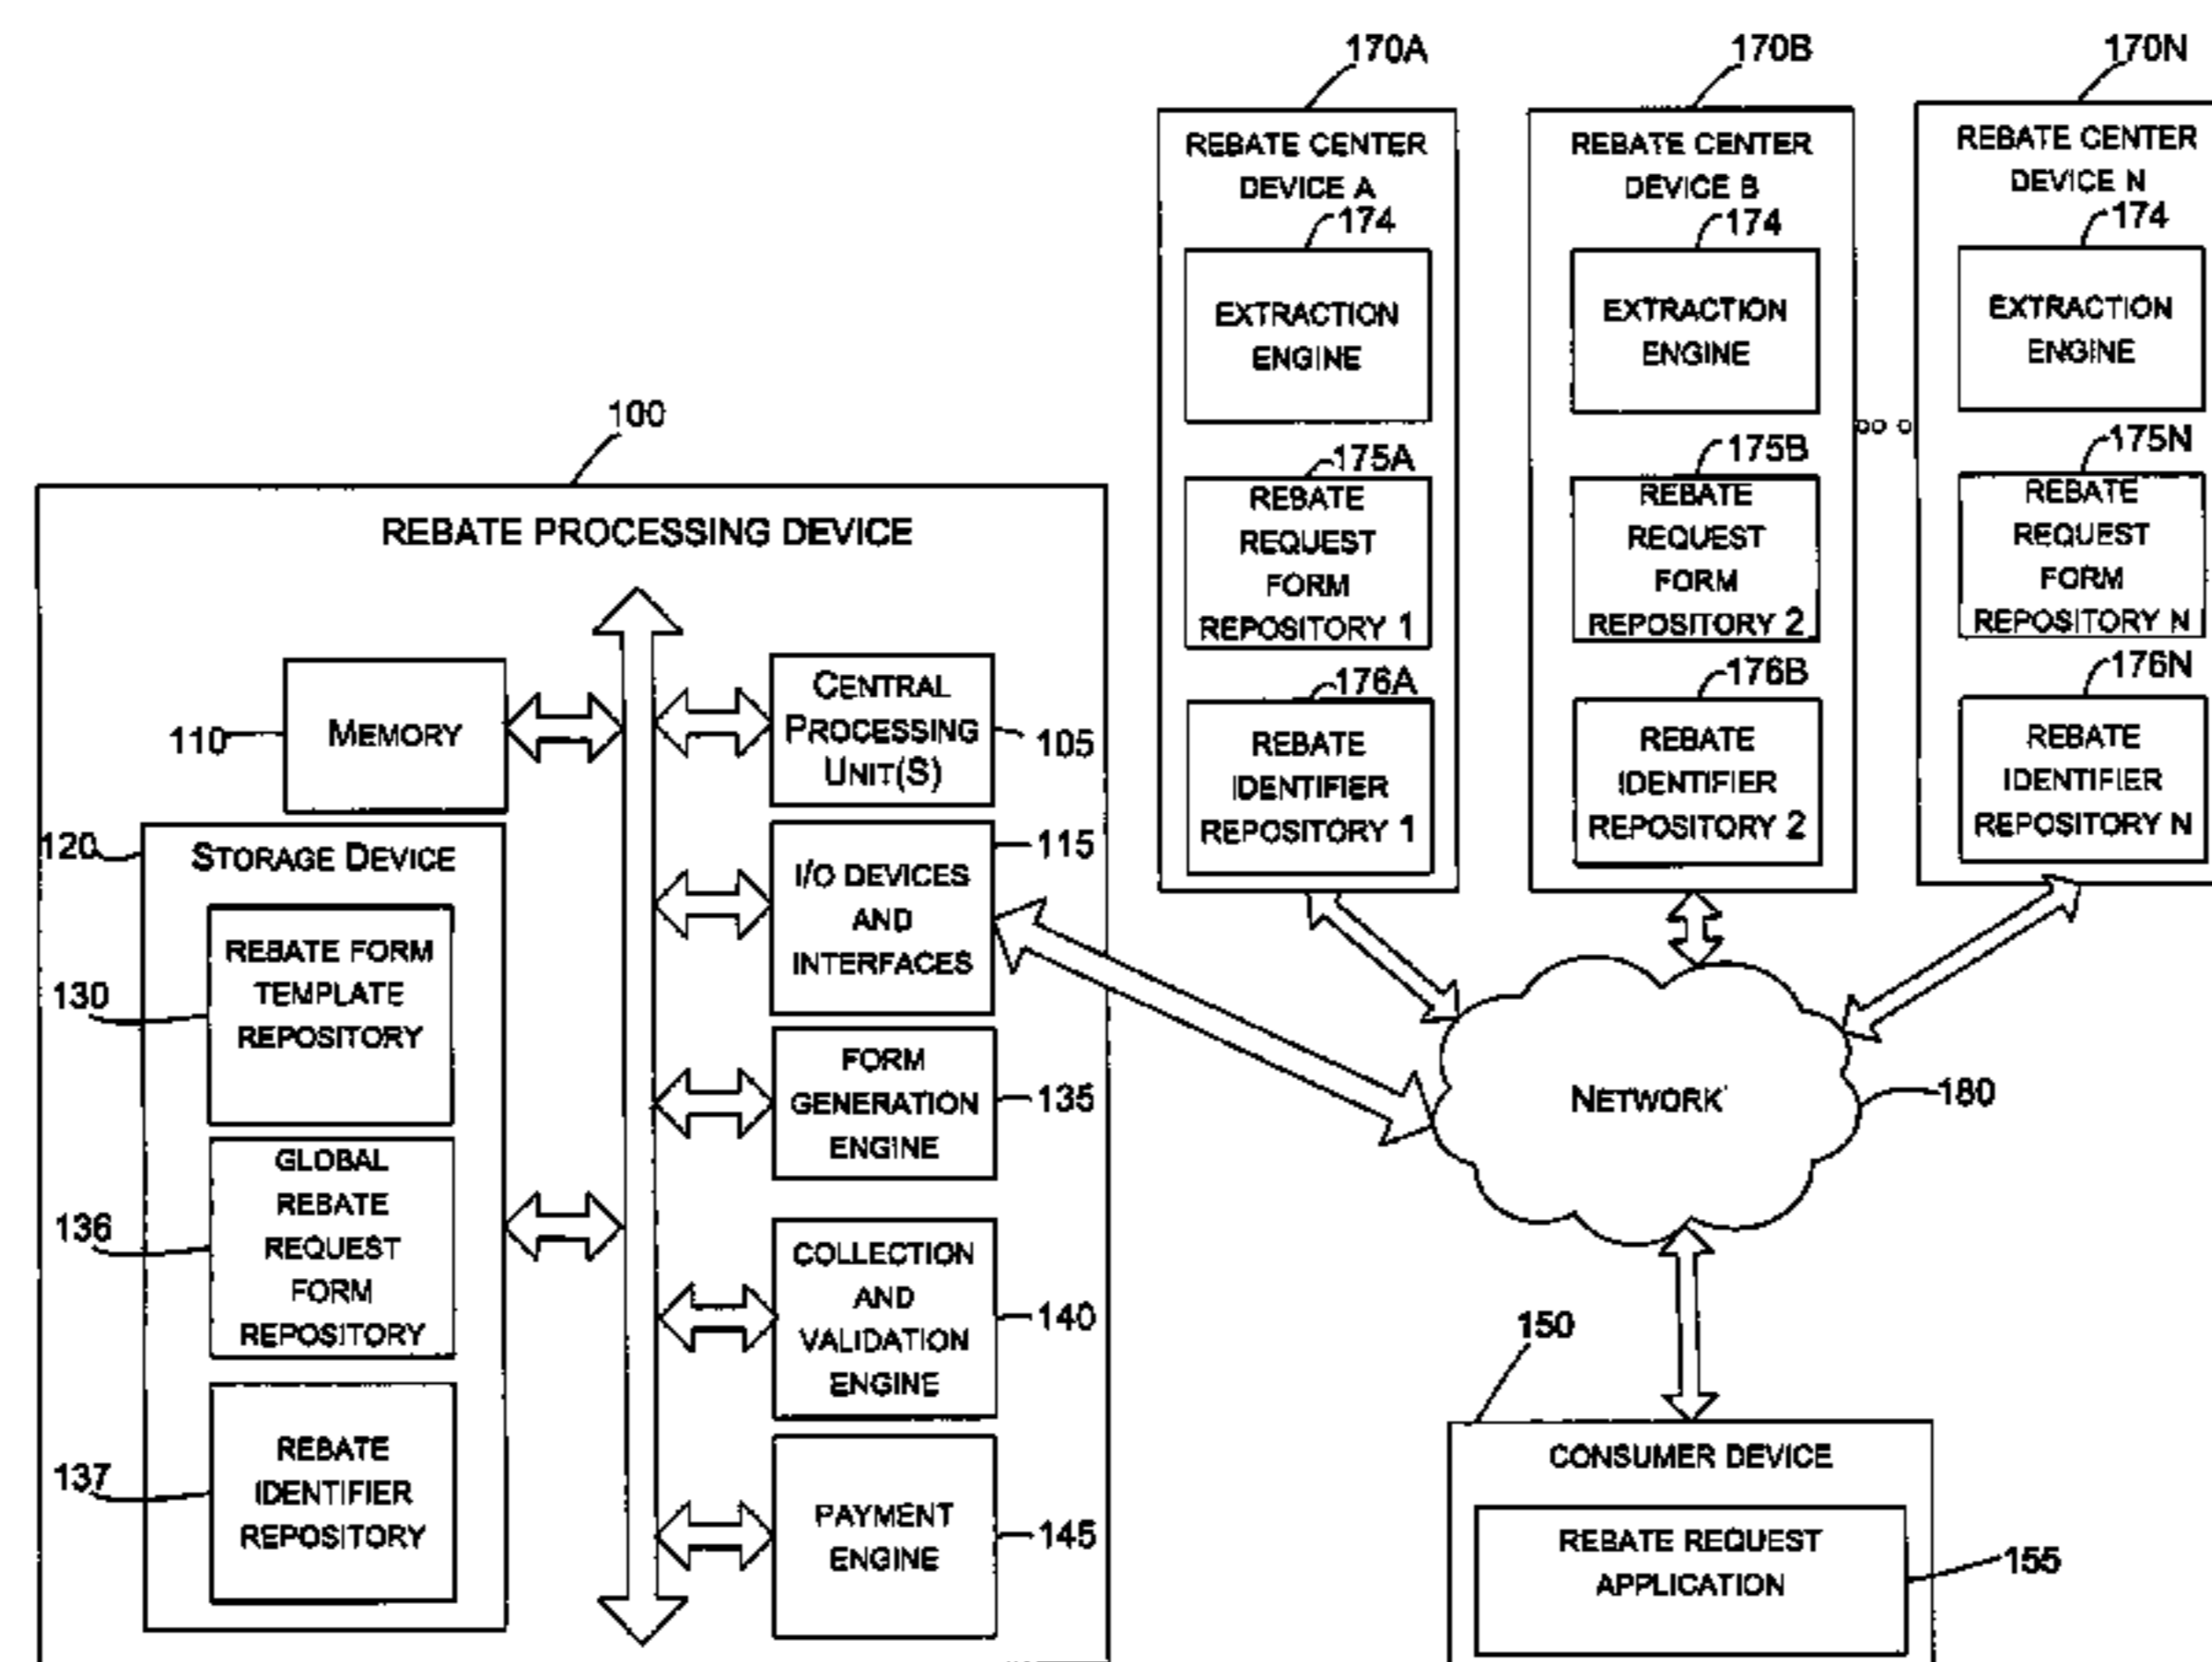 170A
170B
170N
REBATE CENTER
DEVICE A
174
EXTRACTION
ENGINE
175A
REBATE
REQUEST
FORM
REPOSITORY 1
176A
REBATE
IDENTIFIER
REPOSITORY 1
REBATE CENTER
DEVICE B
174
EXTRACTION
ENGINE
175B
REBATE
REQUEST
FORM
REPOSITORY 2
176B
REBATE
IDENTIFIER
REPOSITORY 2
REBATE CENTER
DEVICE N
174
EXTRACTION
ENGINE
175N
REBATE
REQUEST
FORM
REPOSITORY N
176N
REBATE
IDENTIFIER
REPOSITORY N
100
REBATE PROCESSING DEVICE
110
MEMORY
CENTRAL
PROCESSING
UNIT(S)
105
120
STORAGE DEVICE
130
REBATE FORM
TEMPLATE
REPOSITORY
136
GLOBAL
REBATE
REQUEST
FORM
REPOSITORY
137
REBATE
IDENTIFIER
REPOSITORY
115
I/O DEVICES
AND
INTERFACES
FORM
GENERATION
ENGINE
135
COLLECTION
AND
VALIDATION
ENGINE
140
PAYMENT
ENGINE
145
NETWORK
180
150
CONSUMER DEVICE
REBATE REQUEST
APPLICATION
155